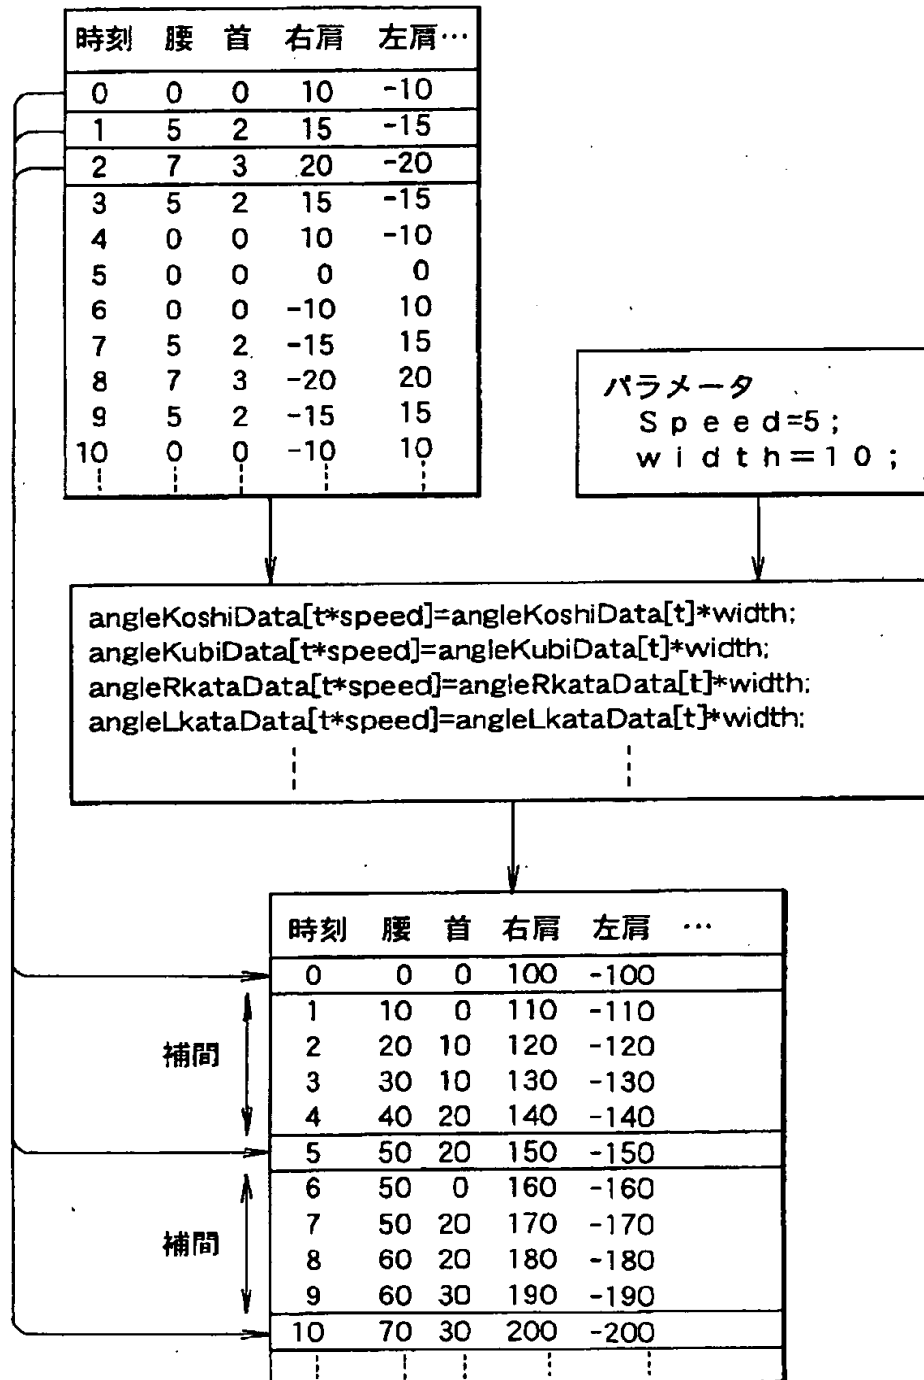 時刻 腰 首 右肩 左肩…
0 0 0 10 -10
1 5 2 15 -15
2 7 3 20 -20
3 5 2 15 -15
4 0 0 10 -10
5 0 0 0 0
6 0 0 -10 10
7 5 2 -15 15
8 7 3 -20 20
9 5 2 -15 15
10 0 0 -10 10
パラメータ
Speed=5;
width=10;
angleKoshiData[t*speed]=angleKoshiData[t]*width;
angleKubiData[t*speed]=angleKubiData[t]*width;
angleRkataData[t*speed]=angleRkataData[t]*width;
angleLkataData[t*speed]=angleLkataData[t]*width;
時刻 腰 首 右肩 左肩 …
0 0 0 100 -100
1 10 0 110 -110
2 20 10 120 -120
3 30 10 130 -130
4 40 20 140 -140
5 50 20 150 -150
6 50 0 160 -160
7 50 20 170 -170
8 60 20 180 -180
9 60 30 190 -190
10 70 30 200 -200
補間
補間